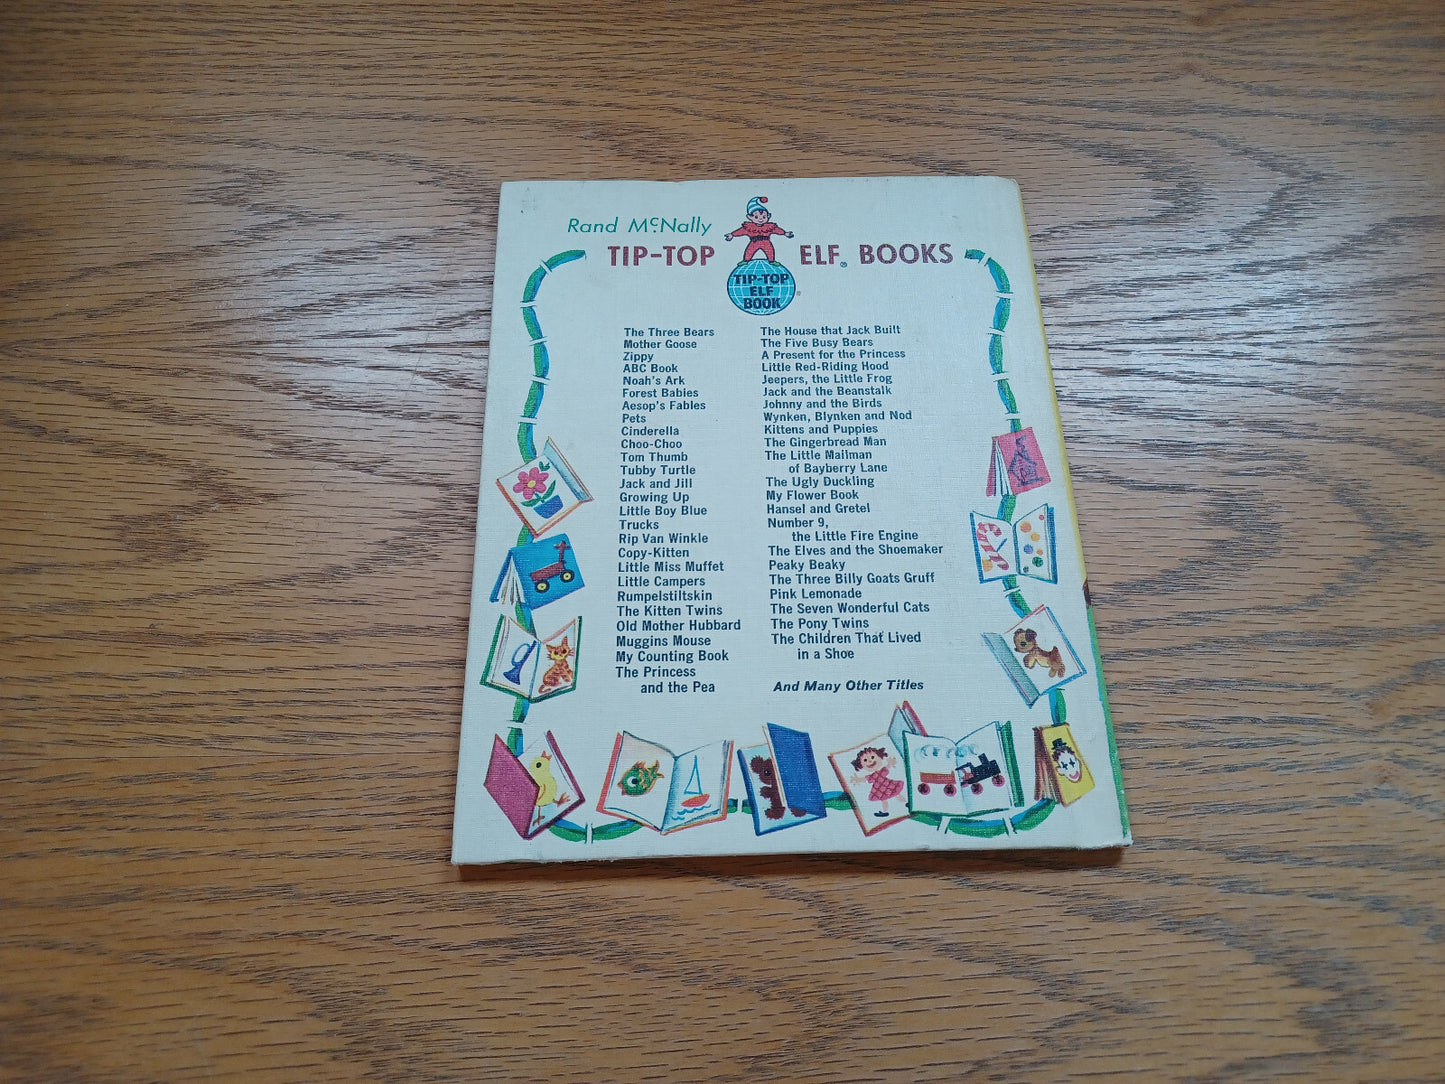 Rand McNally
TIP-TOP ELF® BOOKS
TIP-TOP
ELF
BOOK®
The Three Bears
Mother Goose
Zippy
ABC Book
Noah's Ark
Forest Babies
Aesop's Fables
Pets
Cinderella
Choo-Choo
Tom Thumb
Tubby Turtle
Jack and Jill
Growing Up
Little Boy Blue
Trucks
Rip Van Winkle
Copy-Kitten
Little Miss Muffet
Little Campers
Rumpelstiltskin
The Kitten Twins
Old Mother Hubbard
Muggins Mouse
My Counting Book
The Princess
and the Pea
The House that Jack Built
The Five Busy Bears
A Present for the Princess
Little Red-Riding Hood
Jeepers, the Little Frog
Jack and the Beanstalk
Johnny and the Birds
Wynken, Blynken and Nod
Kittens and Puppies
The Gingerbread Man
The Little Mailman
of Bayberry Lane
The Ugly Duckling
My Flower Book
Hansel and Gretel
Number 9,
the Little Fire Engine
The Elves and the Shoemaker
Peaky Beaky
The Three Billy Goats Gruff
Pink Lemonade
The Seven Wonderful Cats
The Pony Twins
The Children That Lived
in a Shoe
And Many Other Titles